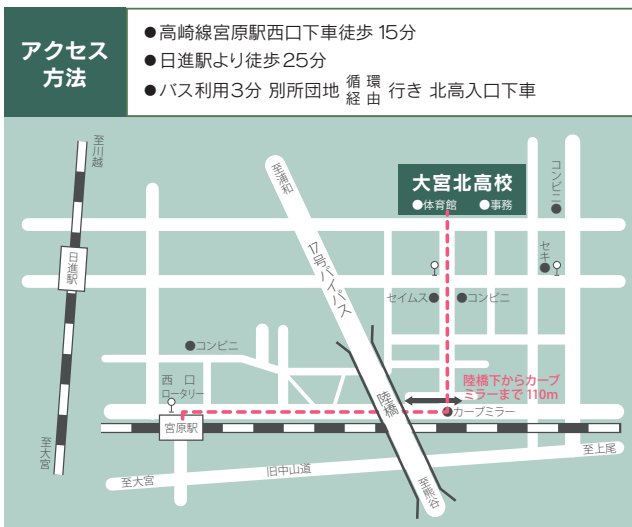 アクセス
方法
●高崎線宮原駅西口下車徒歩 15分
●日進駅より徒歩25分
●バス利用3分 別所団地 循環経由 行き 北高入口下車
至川越
至浦和
大宮北高校
●体育館 ●事務
コンビニ
日進駅
17号バイパス
セキ
セイムス
コンビニ
コンビニ
西口
ロータリー
陸橋
陸橋下からカーブ
ミラーまで 110m
カーブミラー
宮原駅
至大宮
至上尾
旧中山道
至大宮
至熊谷